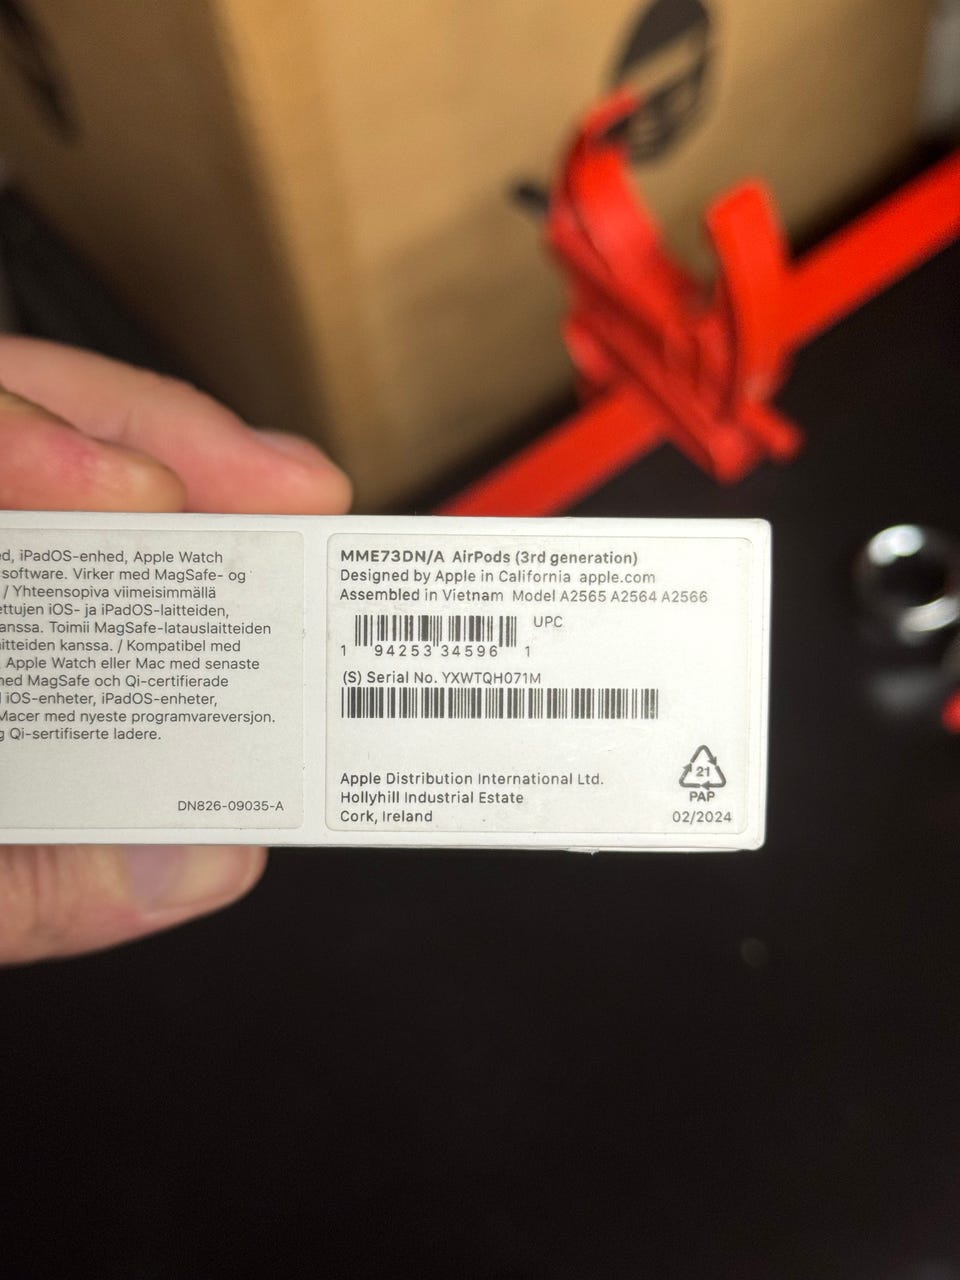 ed, iPadOS-enhed, Apple Watch
software. Virker med MagSafe- og
/ Yhteensopiva viimeisimmällä
ettujen iOS- ja iPadOS-laitteiden,
anssa. Toimii MagSafe-latauslaitteiden
aitteiden kanssa. / Kompatibel med
, Apple Watch eller Mac med senaste
med MagSafe och Qi-certifierade
iOS-enheter, iPadOS-enheter,
Macer med nyeste programvareversjon.
g Qi-sertifiserte ladere.
DN826-09035-A
MME73DN/A AirPods (3rd generation)
Designed by Apple in California apple.com
Assembled in Vietnam Model A2565 A2564 A2566
UPC
1 94253 34596 1
(S) Serial No. YXWTQH071M
Apple Distribution International Ltd.
Hollyhill Industrial Estate
Cork, Ireland
21
PAP
02/2024